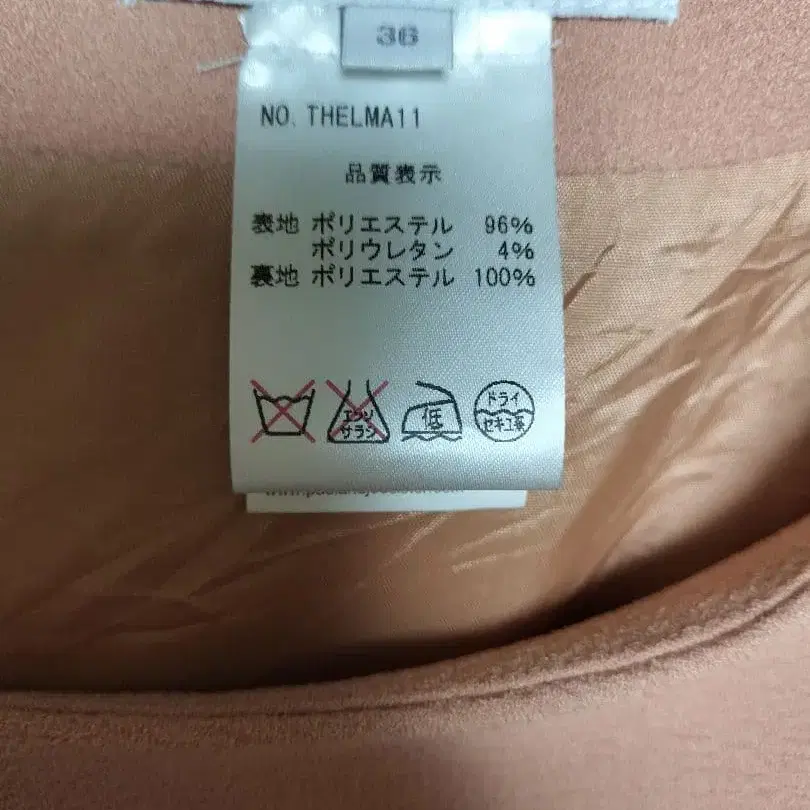 36
NO. THELMA11
品質表示
表地 ポリエステル 96%
ポリウレタン 4%
裏地 ポリエステル 100%
エンソ
サラシ
低
ドライ
セキユ系